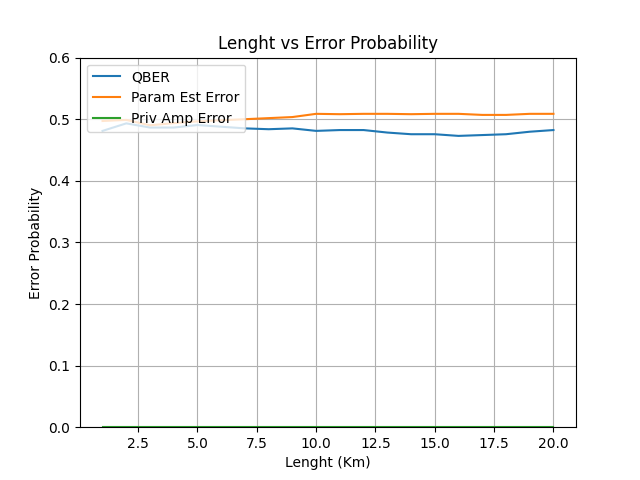 Lenght vs Error Probability
QBER
Param Est Error
Priv Amp Error
Error Probability
0.6
0.5
0.4
0.3
0.2
0.1
0.0
2.5 5.0 7.5 10.0 12.5 15.0 17.5 20.0
Lenght (Km)